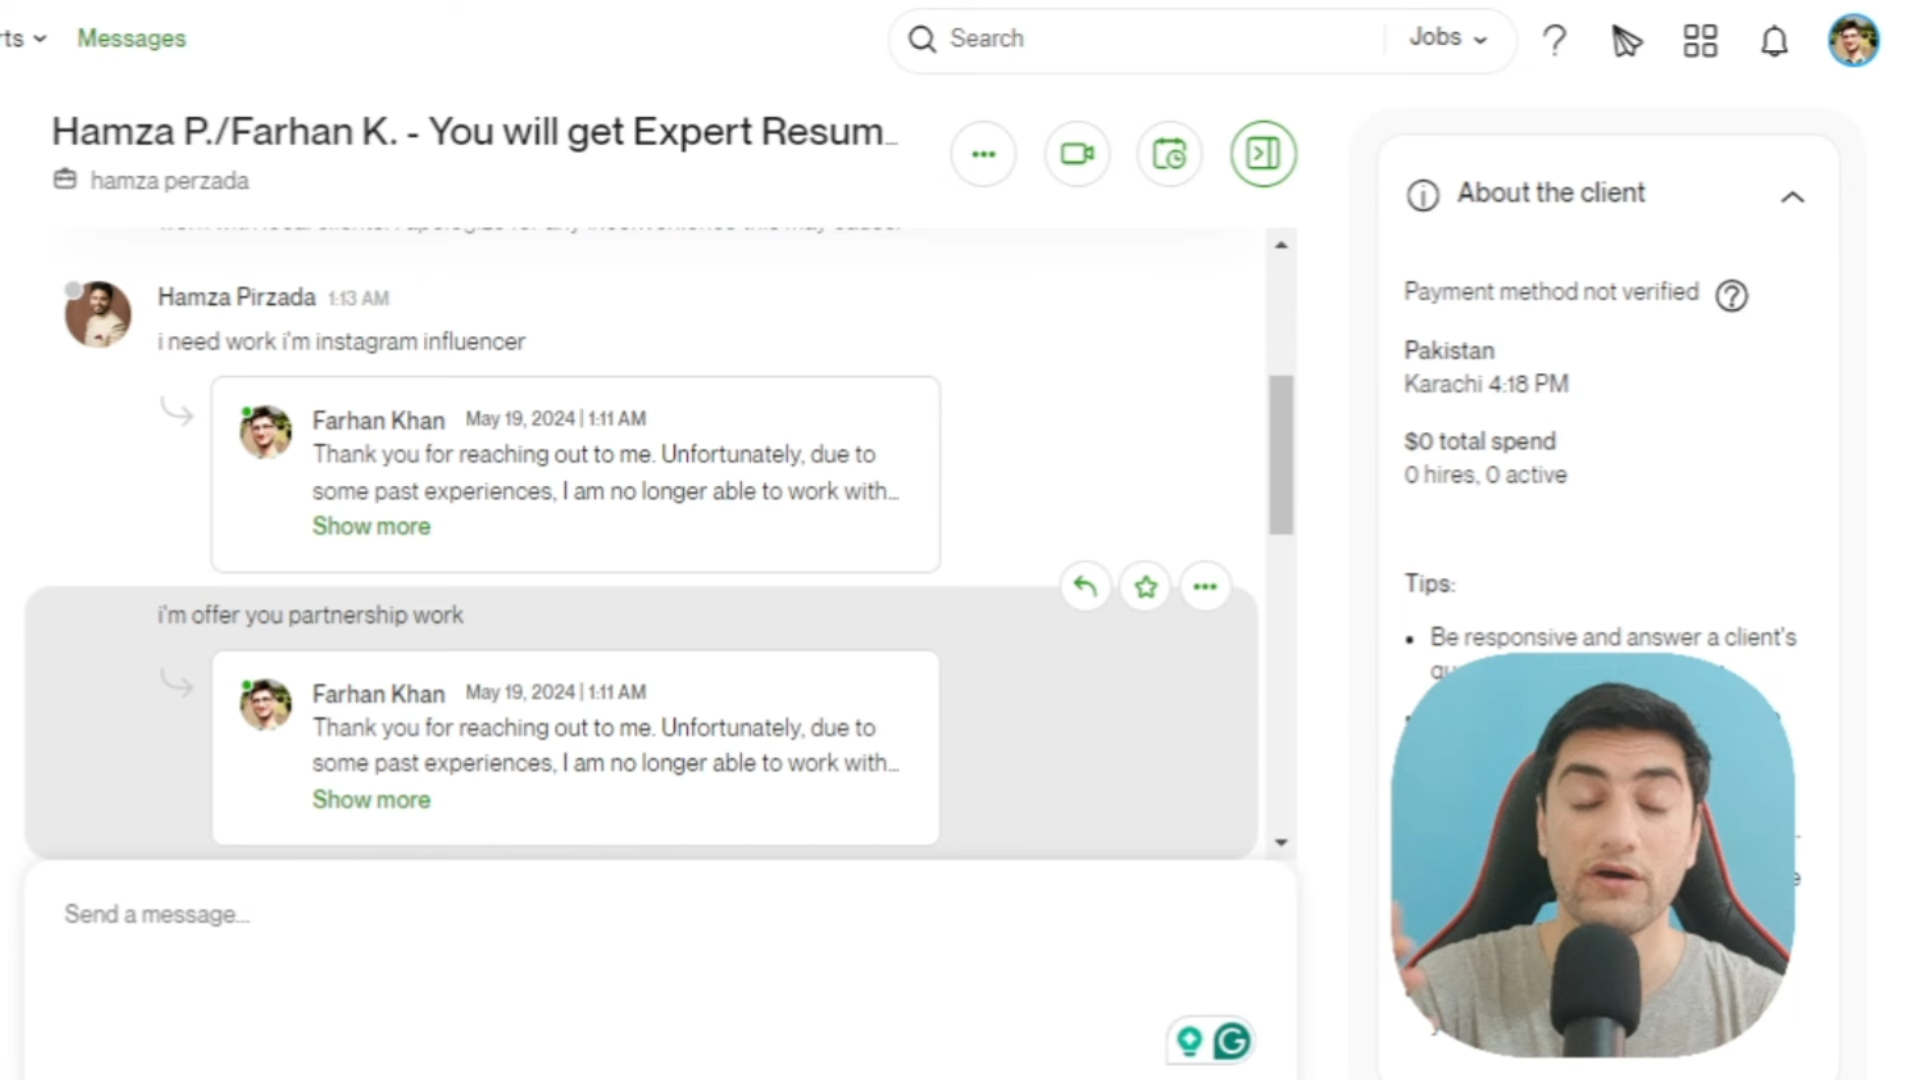 rts
Messages
Search
Jobs
Hamza P./Farhan K. - You will get Expert Resum...
hamza perzada
Hamza Pirzada 1:13 AM
i need work i'm instagram influencer
Farhan Khan May 19, 2024 | 1:11 AM
Thank you for reaching out to me. Unfortunately, due to
some past experiences, I am no longer able to work with...
Show more
i'm offer you partnership work
Farhan Khan May 19, 2024 | 1:11 AM
Thank you for reaching out to me. Unfortunately, due to
some past experiences, I am no longer able to work with...
Show more
Send a message...
About the client
Payment method not verified
Pakistan
Karachi 4:18 PM
$0 total spend
0 hires, 0 active
Tips:
• Be responsive and answer a client's